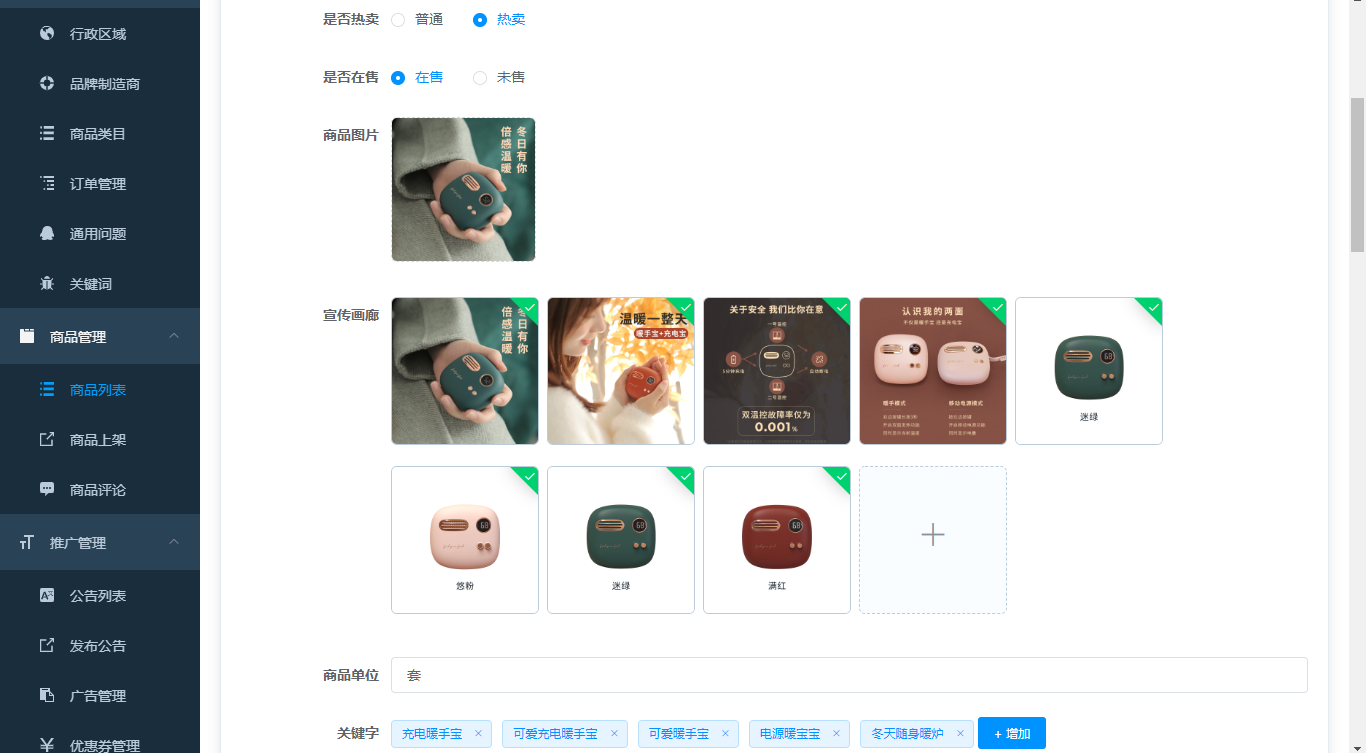 行政区域
品牌制造商
商品类目
订单管理
通用问题
关键词
商品管理
商品列表
商品上架
商品评论
推广管理
公告列表
发布公告
广告管理
优惠券管理
是否热卖 普通 热卖
是否在售 在售 未售
商品图片
冬日有你
倍感温暖
宣传画廊
冬日有你
倍感温暖
温暖一整天
暖手宝+充电宝
关于安全 我们比你在意
双温控故障率仅为
0.001%
认识我的两面
暖手模式
移动电源模式
迷绿
悠粉
迷绿
满红
商品单位 套
关键字 充电暖手宝 × 可爱充电暖手宝 × 可爱暖手宝 × 电源暖宝宝 × 冬天随身暖炉 × + 增加